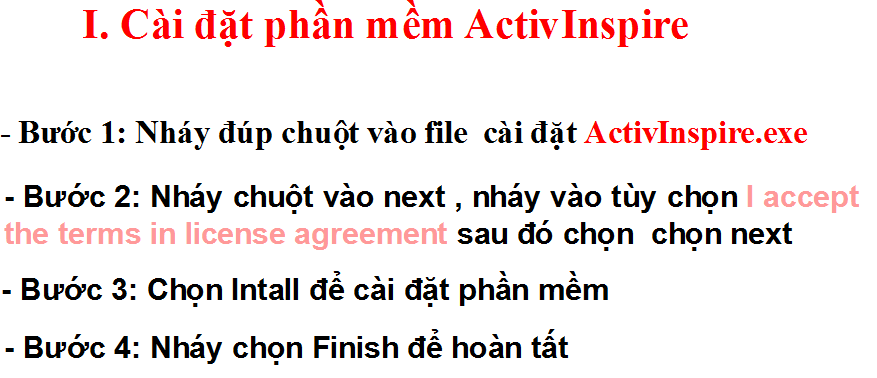 I. Cài đặt phần mềm ActivInspire
- Bước 1: Nháy đúp chuột vào file cài đặt ActivInspire.exe
- Bước 2: Nháy chuột vào next , nháy vào tùy chọn I accept
the terms in license agreement sau đó chọn chọn next
- Bước 3: Chọn Intall để cài đặt phần mềm
- Bước 4: Nháy chọn Finish để hoàn tất